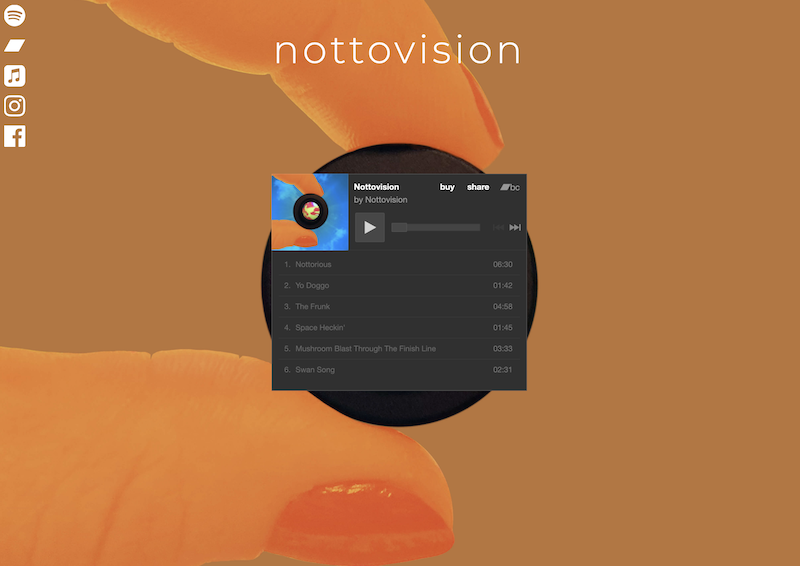 nottovision
Nottovision
buy share bc
by Nottovision
1. Nottorious 06:30
2. Yo Doggo 01:42
3. The Frunk 04:58
4. Space Heckin' 01:45
5. Mushroom Blast Through The Finish Line 03:33
6. Swan Song 02:31